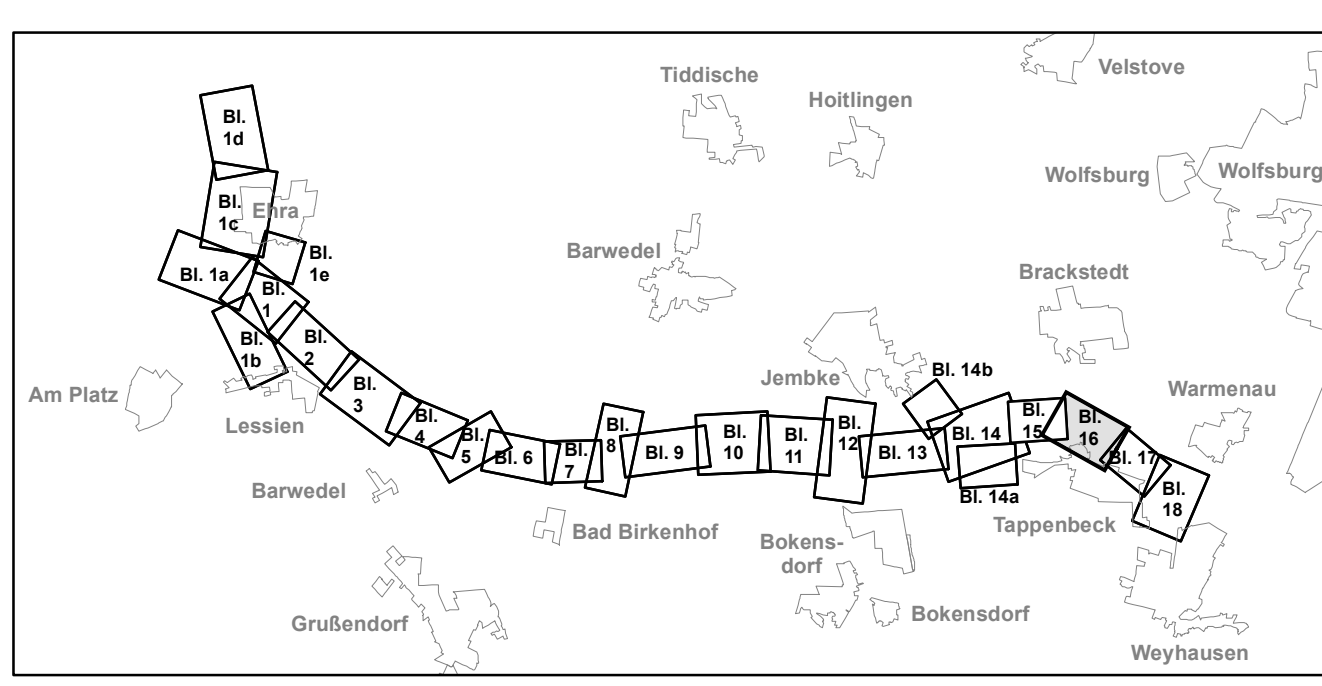 Velstove
Tiddische
Hoitlingen
Bl.
1d
Wolfsburg
Wolfsburg
Bl.
1c
Ehra
Barwedel
Bl.
1e
Bl. 1a
Brackstedt
Bl.
1
Bl.
1b
Bl.
2
Am Platz
Lessien
Bl.
3
Jembke
Bl. 14b
Warmenau
Bl.
4
Bl.
5
Bl. 6
Bl.
7
Bl.
8
Bl. 9
Bl.
10
Bl.
11
Bl.
12
Bl. 13
Bl. 14
Bl. 14a
Bl.
15
Bl.
16
Bl. 17
Bl.
18
Barwedel
Bad Birkenhof
Tappenbeck
Bokens-
dorf
Bokensdorf
Grußendorf
Weyhausen